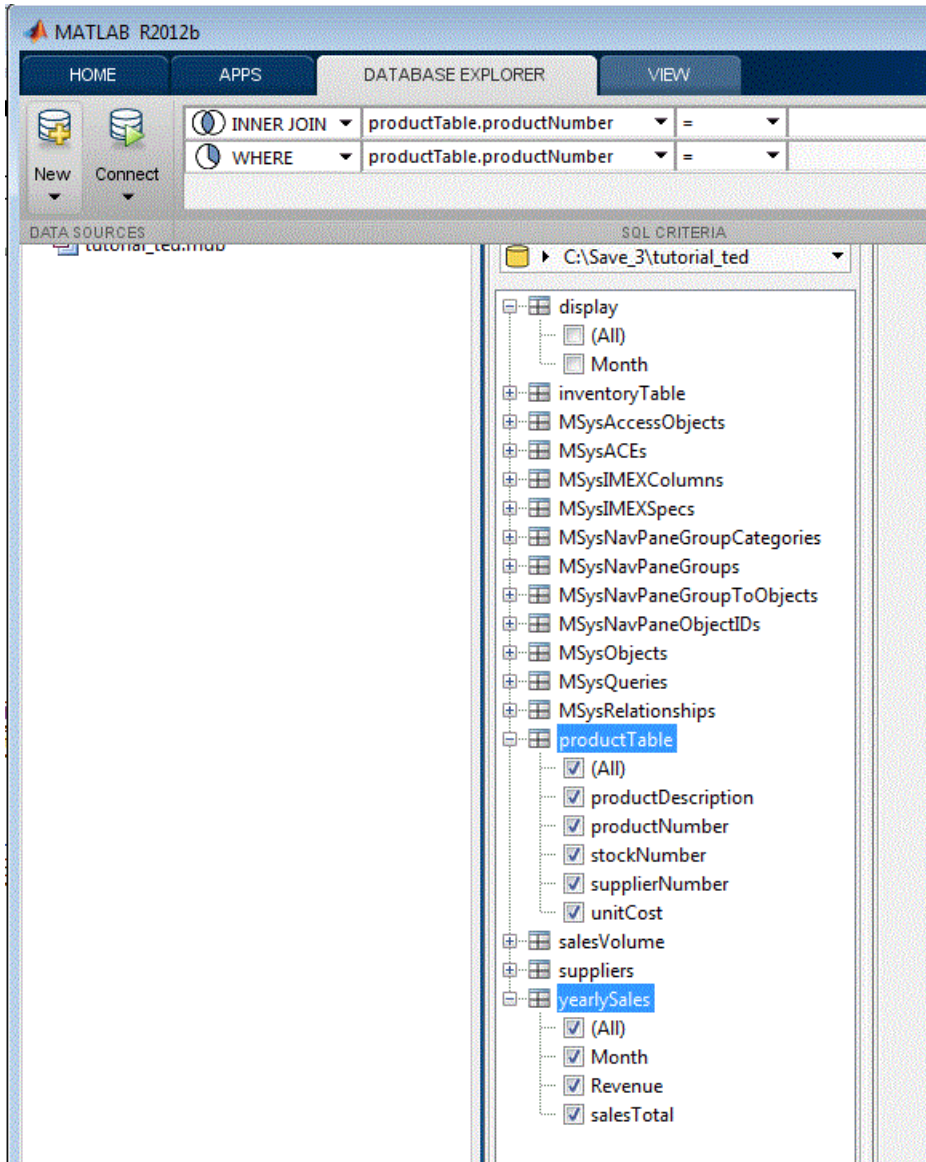 MATLAB R2012b
HOME APPS DATABASE EXPLORER VIEW
INNER JOIN productTable.productNumber =
WHERE productTable.productNumber =
New Connect
DATA SOURCES SQL CRITERIA
tutorial_ted.mdb
C:\Save_3\tutorial_ted
display
(All)
Month
inventoryTable
MSysAccessObjects
MSysACEs
MSysIMEXColumns
MSysIMEXSpecs
MSysNavPaneGroupCategories
MSysNavPaneGroups
MSysNavPaneGroupToObjects
MSysNavPaneObjectIDs
MSysObjects
MSysQueries
MSysRelationships
productTable
(All)
productDescription
productNumber
stockNumber
supplierNumber
unitCost
salesVolume
suppliers
yearlySales
(All)
Month
Revenue
salesTotal